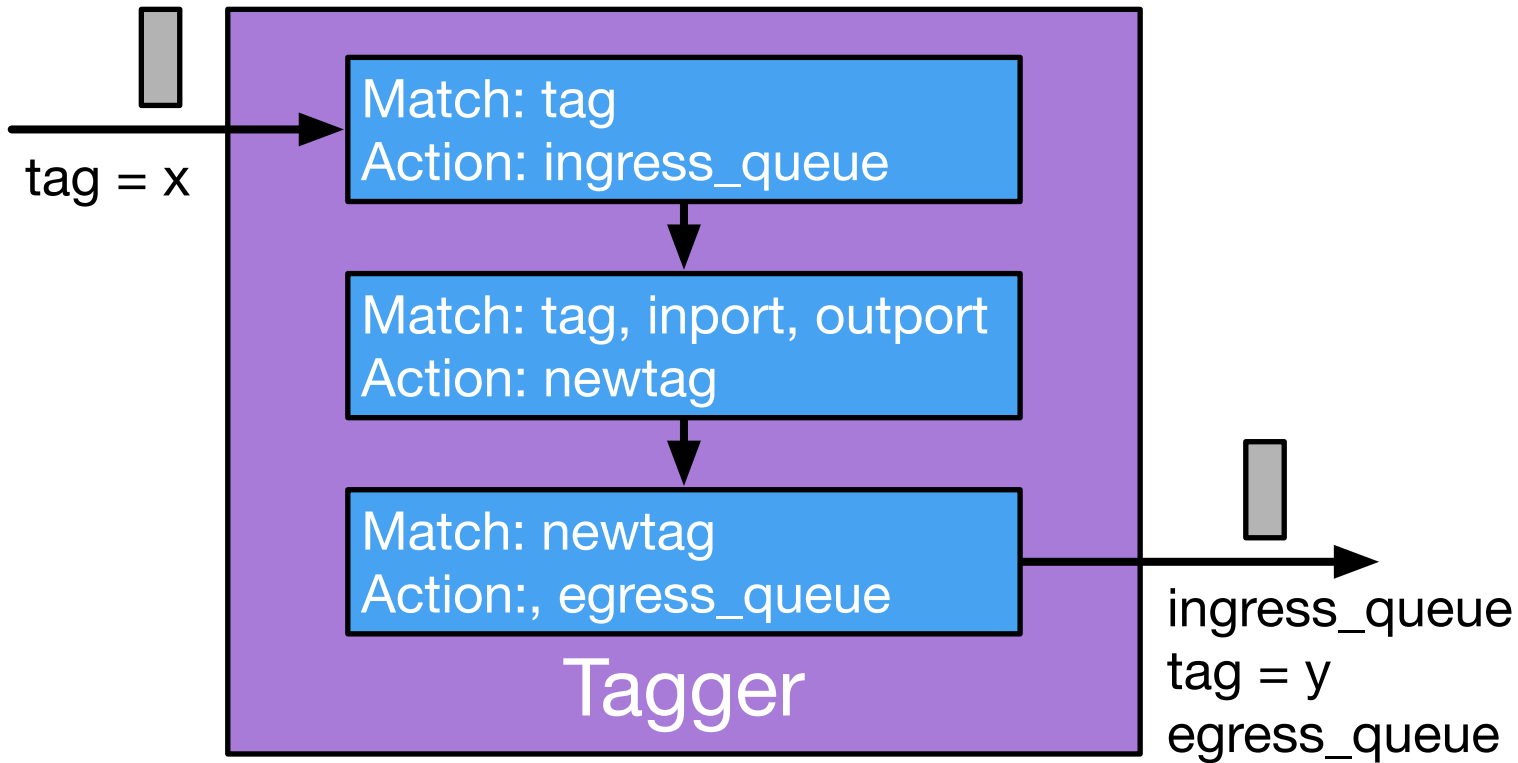 Match: tag
Action: ingress_queue
tag = x
Match: tag, inport, outport
Action: newtag
Match: newtag
Action:, egress_queue
Tagger
ingress_queue
tag = y
egress_queue